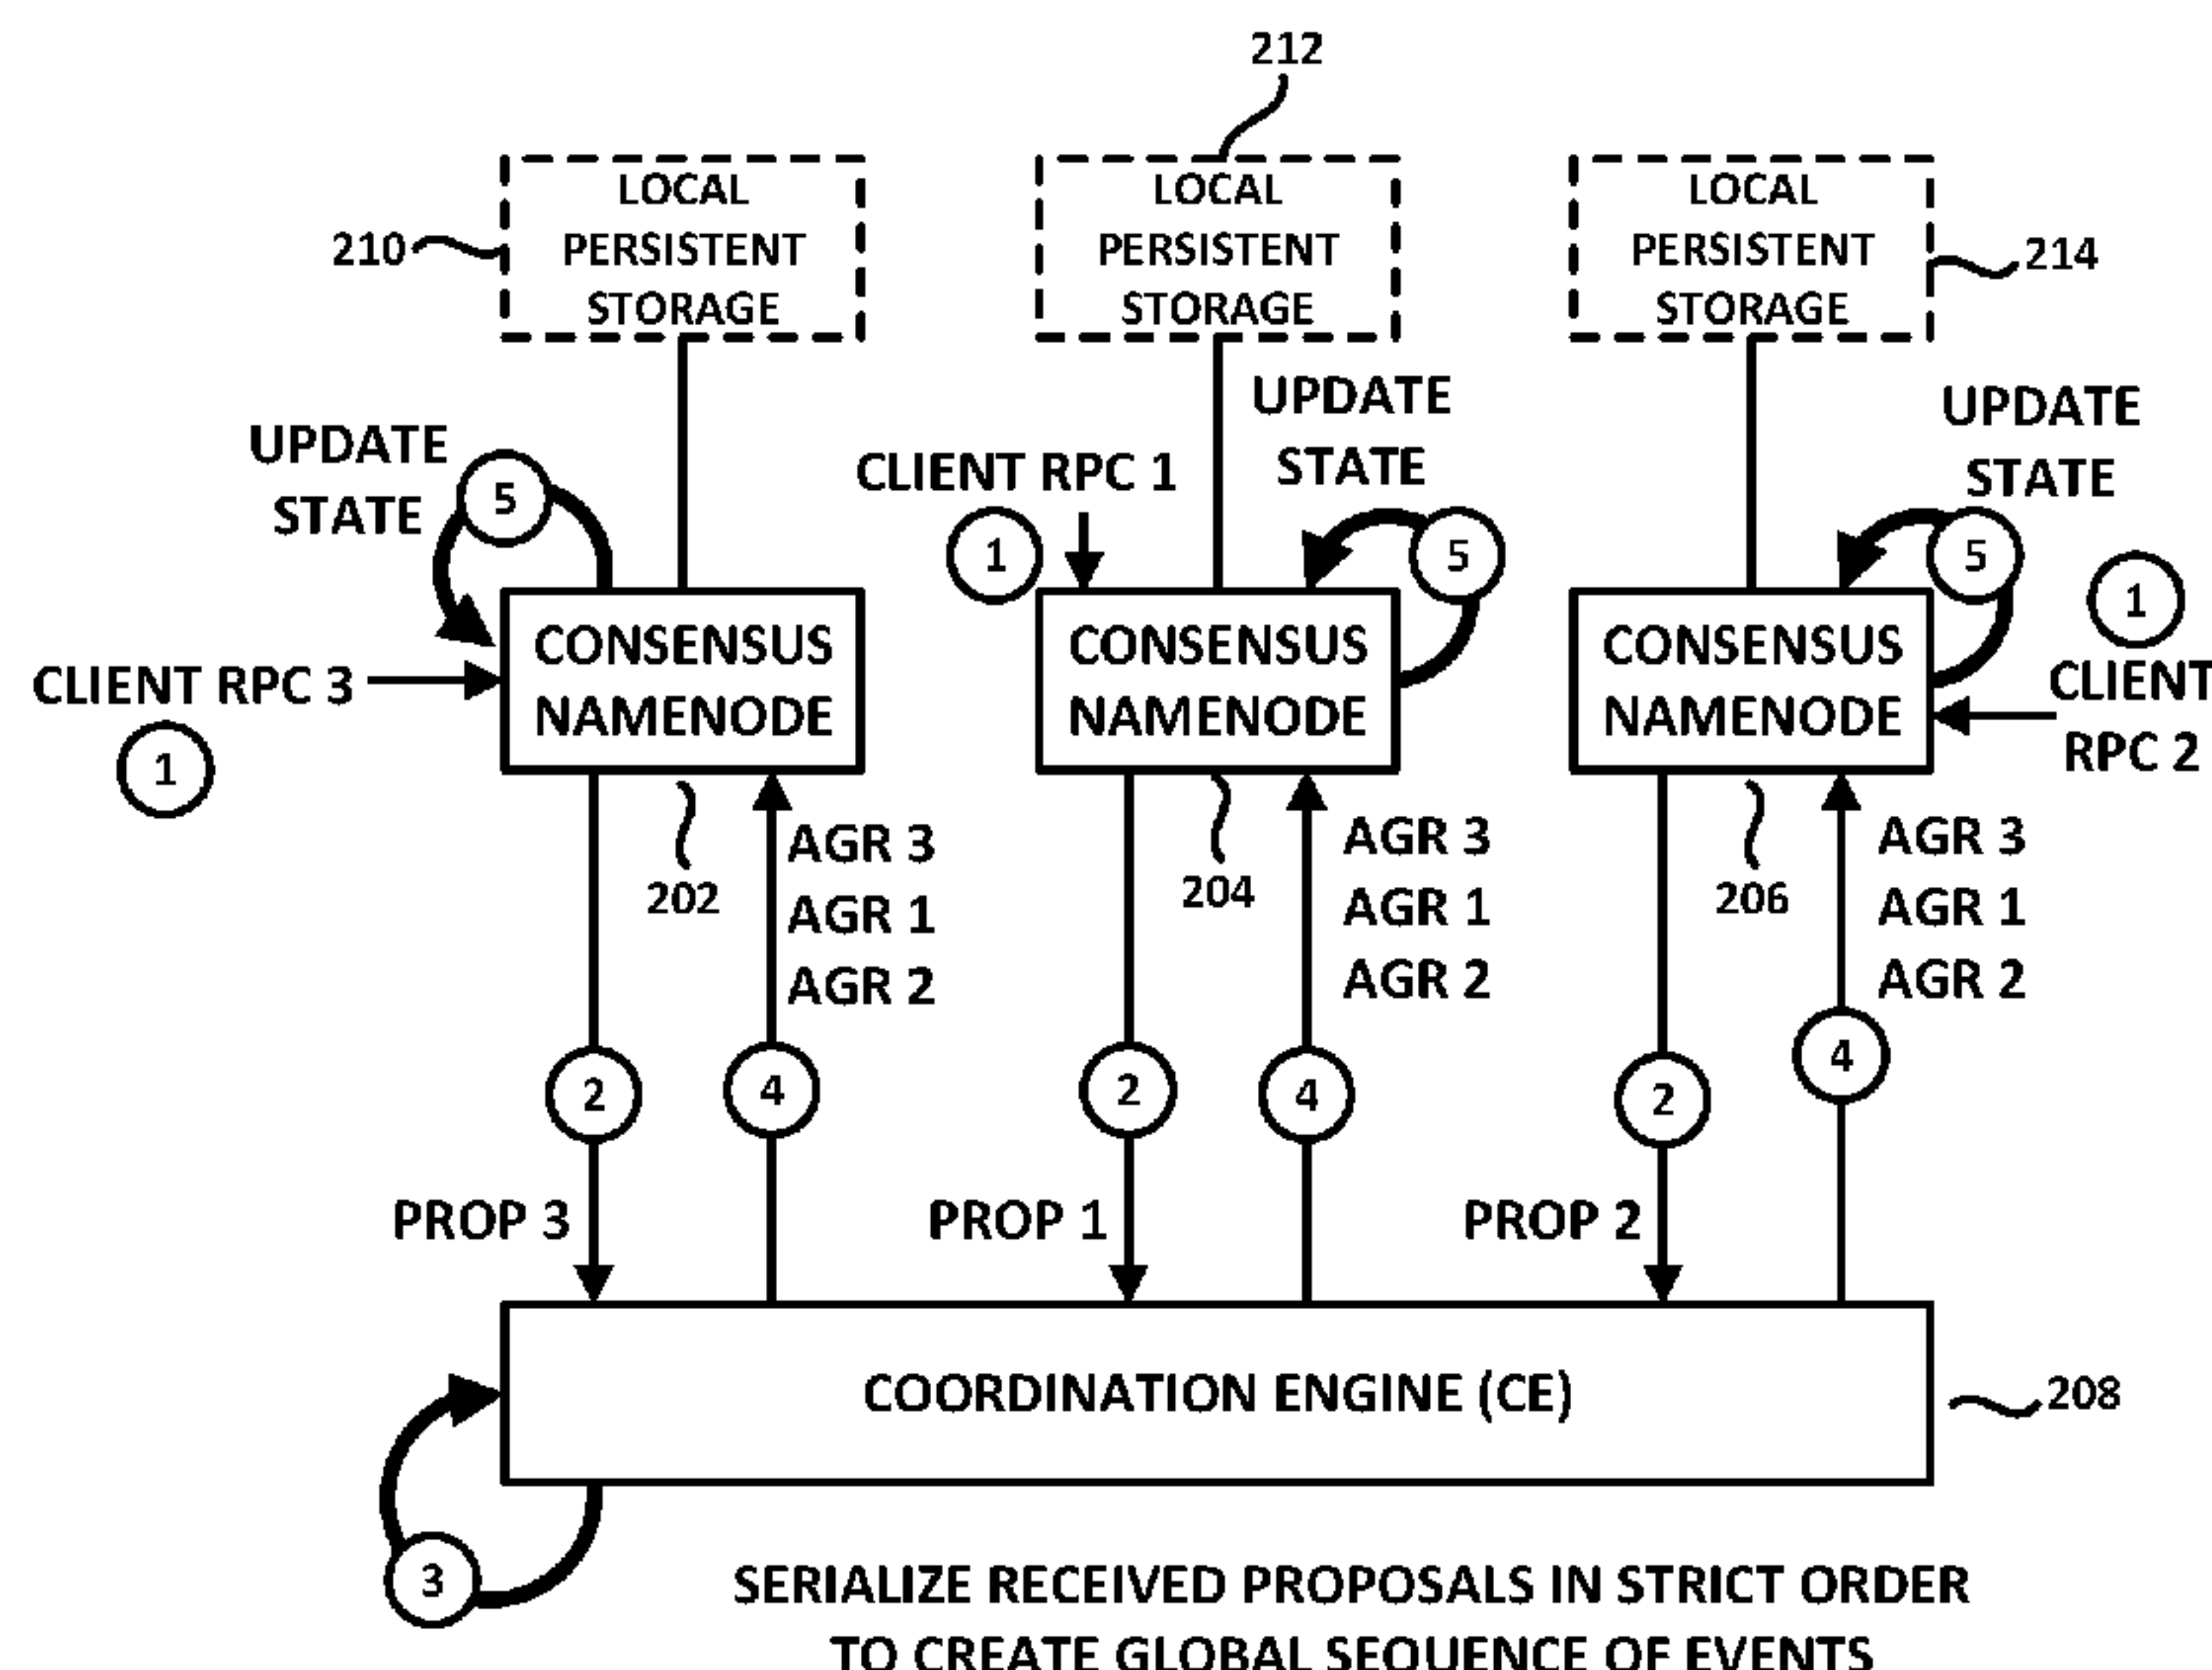 212
LOCAL
PERSISTENT
STORAGE
210
LOCAL
PERSISTENT
STORAGE
LOCAL
PERSISTENT
STORAGE
214
UPDATE
STATE
5
CLIENT RPC 1
1
UPDATE
STATE
5
UPDATE
STATE
5
1
CLIENT RPC 3
1
CONSENSUS
NAMENODE
CONSENSUS
NAMENODE
CONSENSUS
NAMENODE
CLIENT
RPC 2
202
AGR 3
AGR 1
AGR 2
204
AGR 3
AGR 1
AGR 2
206
AGR 3
AGR 1
AGR 2
2
4
2
4
2
4
PROP 3
PROP 1
PROP 2
COORDINATION ENGINE (CE)
208
3
SERIALIZE RECEIVED PROPOSALS IN STRICT ORDER
TO CREATE GLOBAL SEQUENCE OF EVENTS